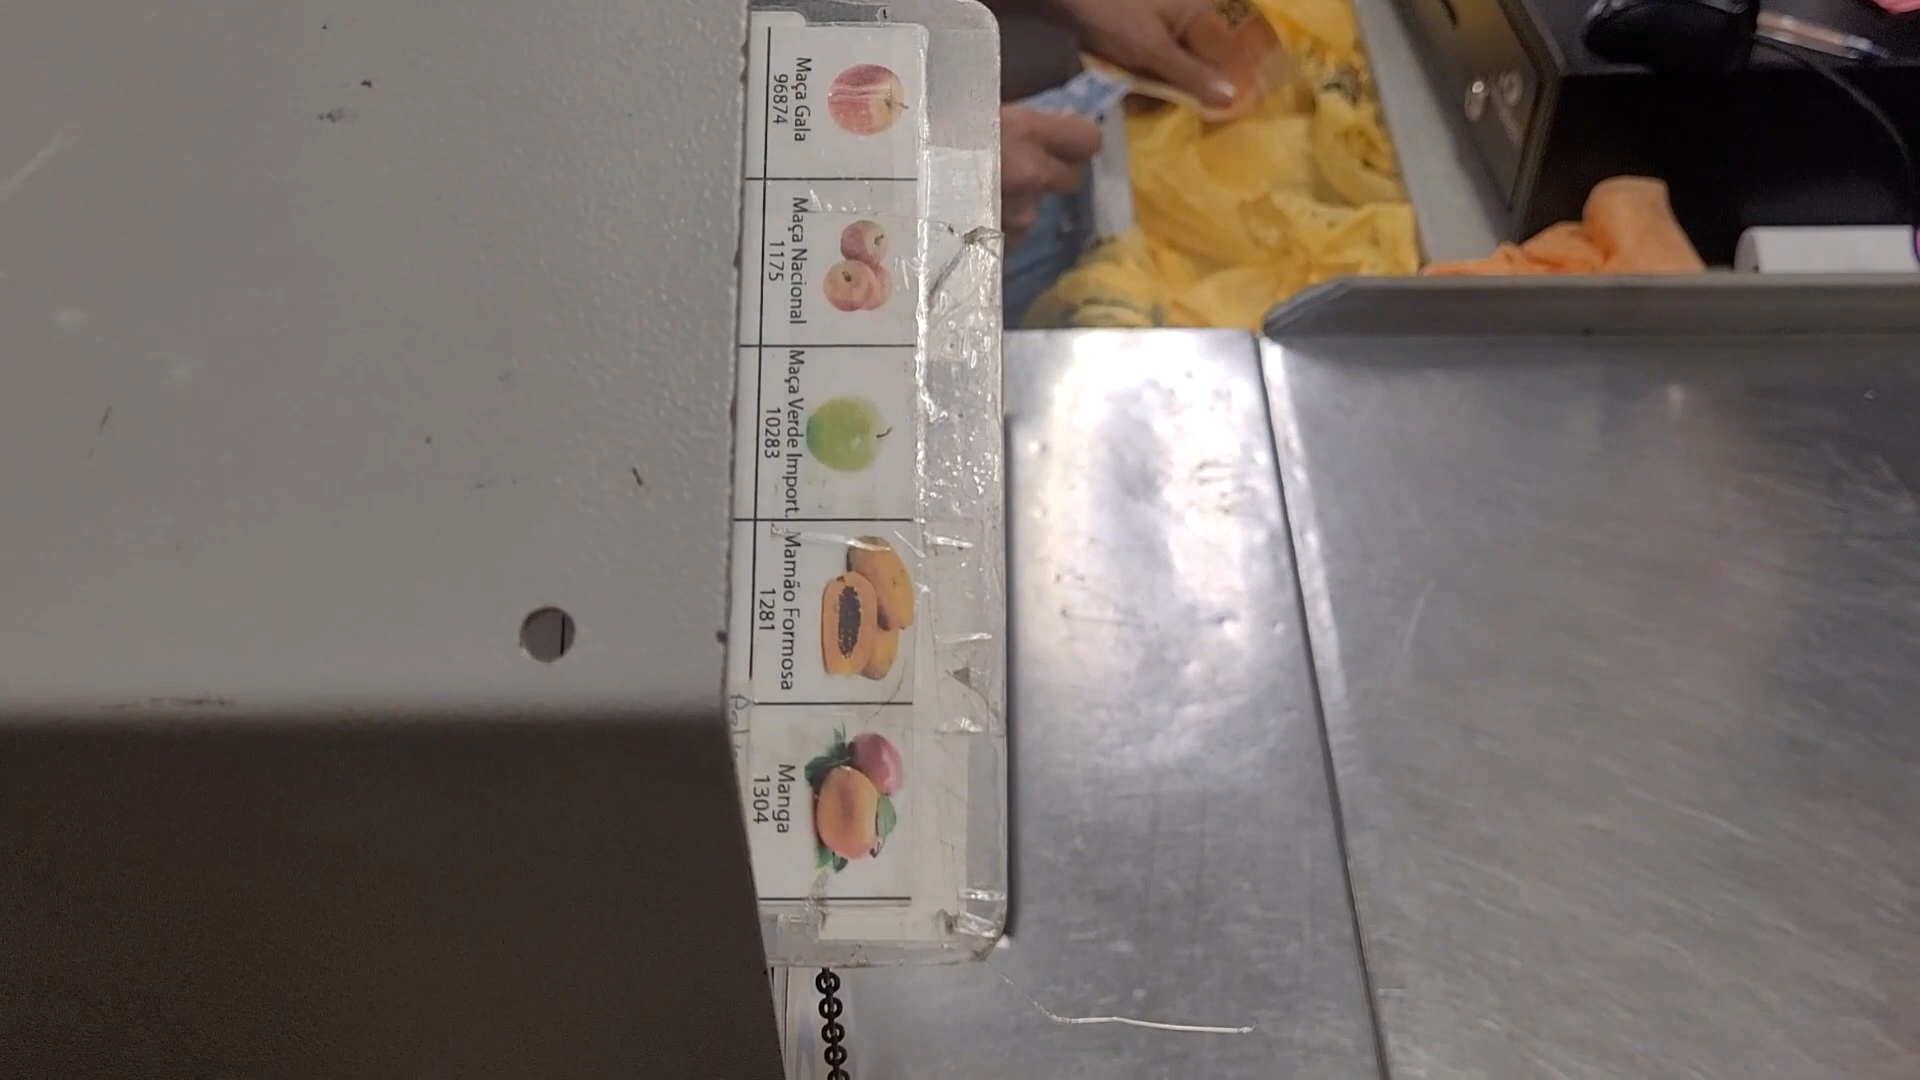 Maça Gala
96874
Maça Nacional
1175
Maça Verde Import.
10283
Mamão Formosa
1281
Manga
1304